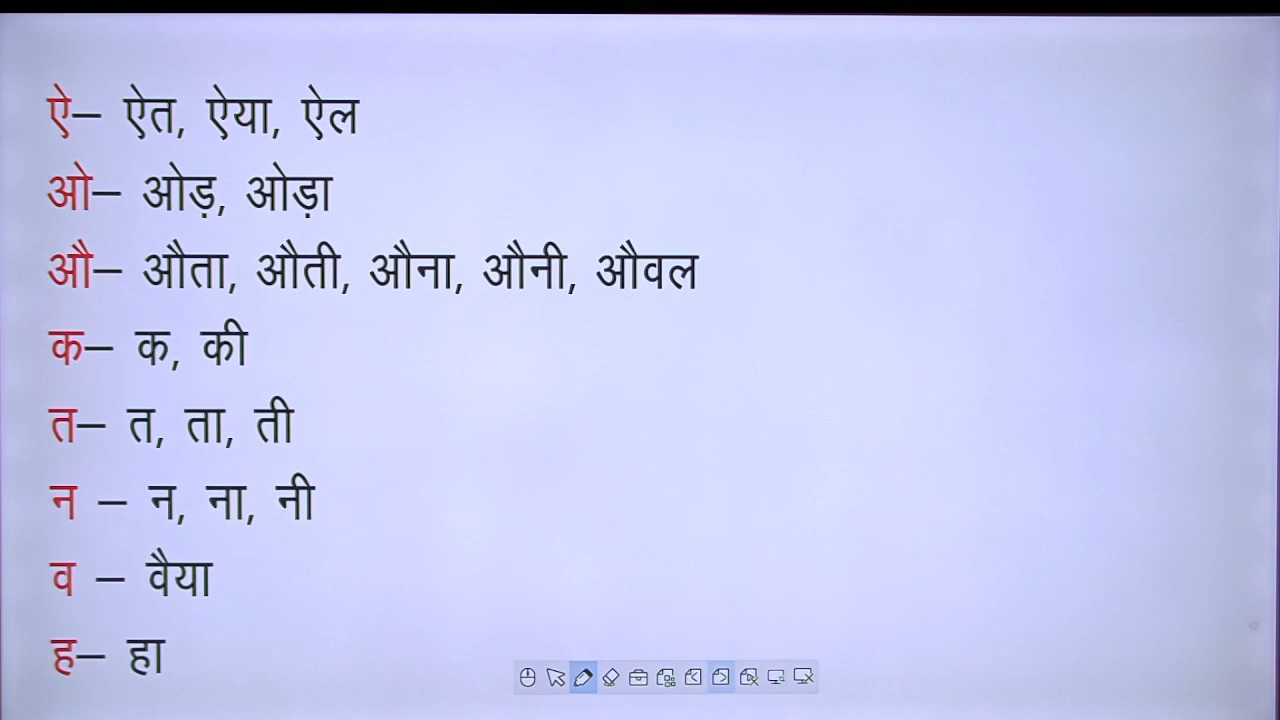 ऐ– ऐत, ऐया, ऐल
ओ– ओड़, ओड़ा
औ– औता, औती, औना, औनी, औवल
क– क, की
त– त, ता, ती
न – न, ना, नी
व – वैया
ह– हा